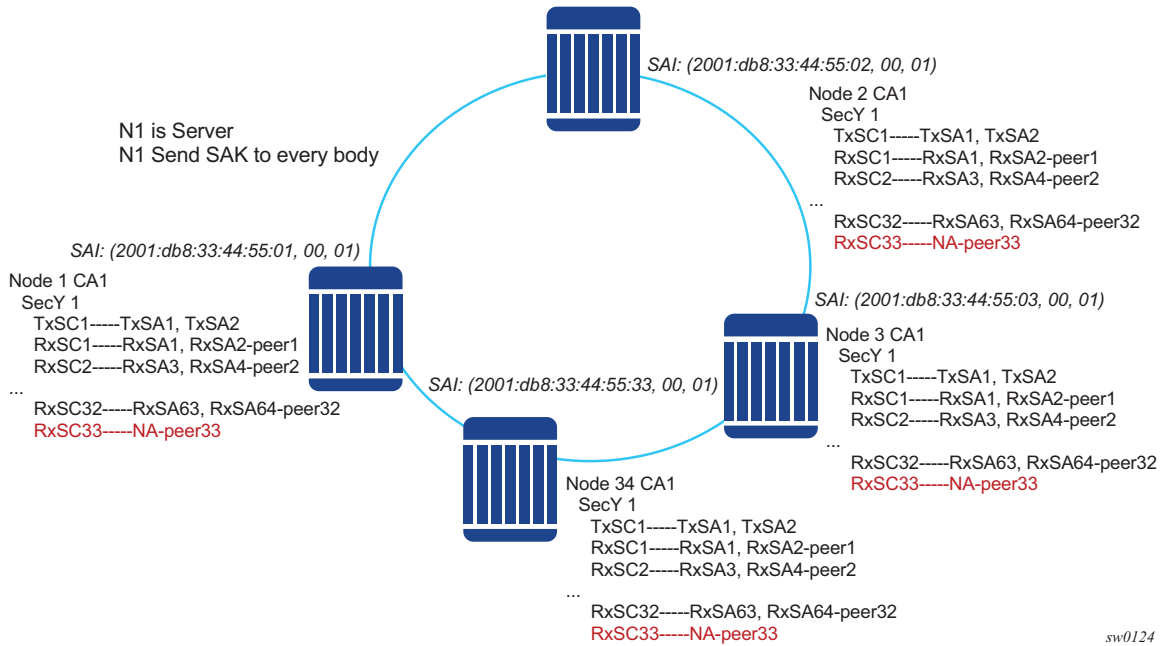 SAI: (2001:db8:33:44:55:02, 00, 01)
Node 2 CA1
SecY 1
TxSC1-----TxSA1, TxSA2
RxSC1-----RxSA1, RxSA2-peer1
RxSC2-----RxSA3, RxSA4-peer2
...
RxSC32-----RxSA63, RxSA64-peer32
RxSC33-----NA-peer33
N1 is Server
N1 Send SAK to every body
SAI: (2001:db8:33:44:55:01, 00, 01)
Node 1 CA1
SecY 1
TxSC1-----TxSA1, TxSA2
RxSC1-----RxSA1, RxSA2-peer1
RxSC2-----RxSA3, RxSA4-peer2
...
RxSC32-----RxSA63, RxSA64-peer32
RxSC33-----NA-peer33
SAI: (2001:db8:33:44:55:03, 00, 01)
Node 3 CA1
SecY 1
TxSC1-----TxSA1, TxSA2
RxSC1-----RxSA1, RxSA2-peer1
RxSC2-----RxSA3, RxSA4-peer2
...
RxSC32-----RxSA63, RxSA64-peer32
RxSC33-----NA-peer33
SAI: (2001:db8:33:44:55:33, 00, 01)
Node 34 CA1
SecY 1
TxSC1-----TxSA1, TxSA2
RxSC1-----RxSA1, RxSA2-peer1
RxSC2-----RxSA3, RxSA4-peer2
...
RxSC32-----RxSA63, RxSA64-peer32
RxSC33-----NA-peer33
sw0124